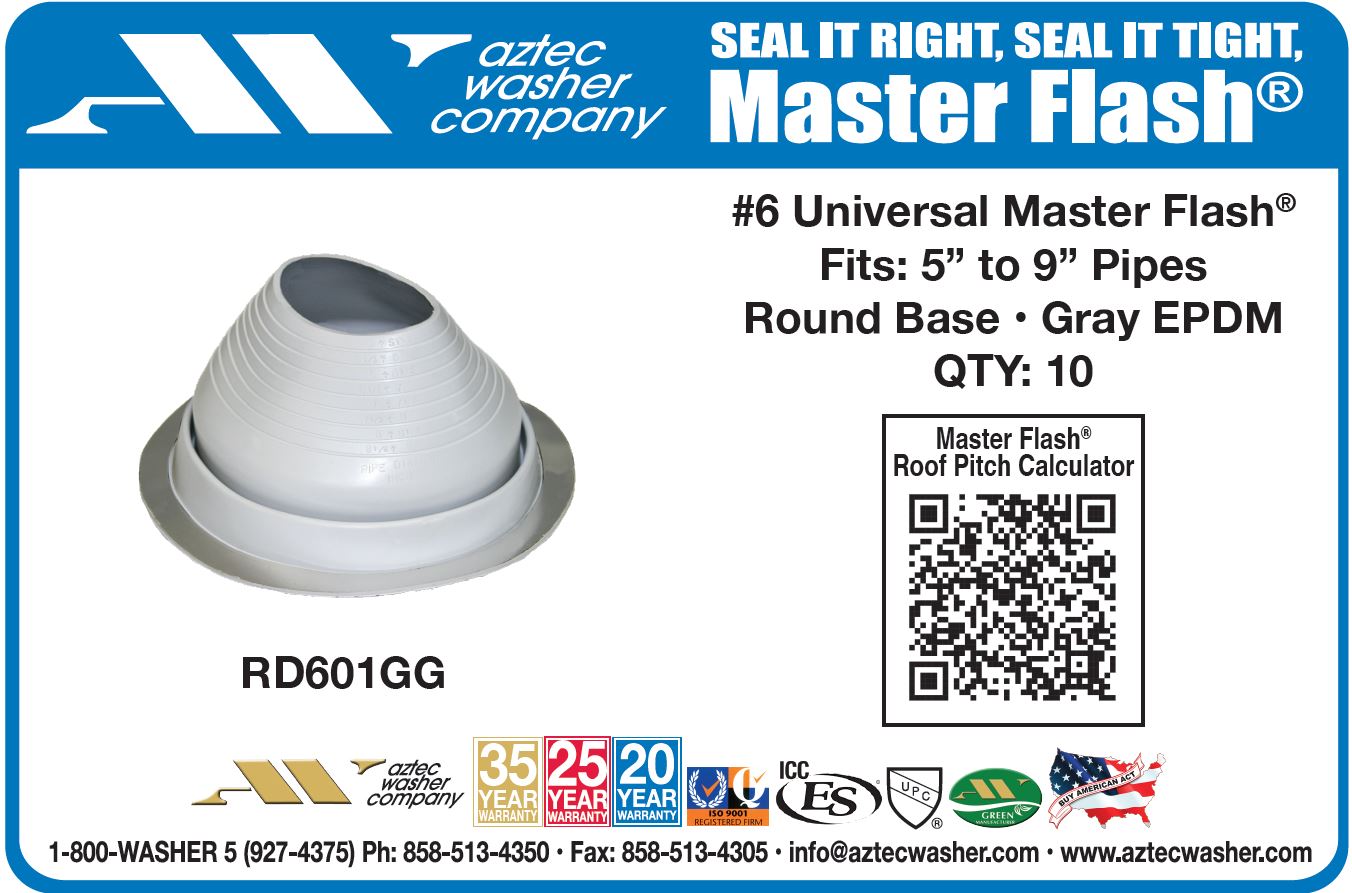 aztec
washer
company
SEAL IT RIGHT, SEAL IT TIGHT,
Master Flash®
#6 Universal Master Flash®
Fits: 5” to 9” Pipes
Round Base • Gray EPDM
QTY: 10
Master Flash®
Roof Pitch Calculator
PIPE
RD601GG
aztec
washer
company
35
YEAR
WARRANTY
25
YEAR
WARRANTY
20
YEAR
WARRANTY
Q
ISO 9001
REGISTERED FIRM
ICC
ES
UPC
®
GREEN
MANUFACTURER
BUY AMERICAN ACT
1-800-WASHER 5 (927-4375) Ph: 858-513-4350 • Fax: 858-513-4305 • info@aztecwasher.com • www.aztecwasher.com